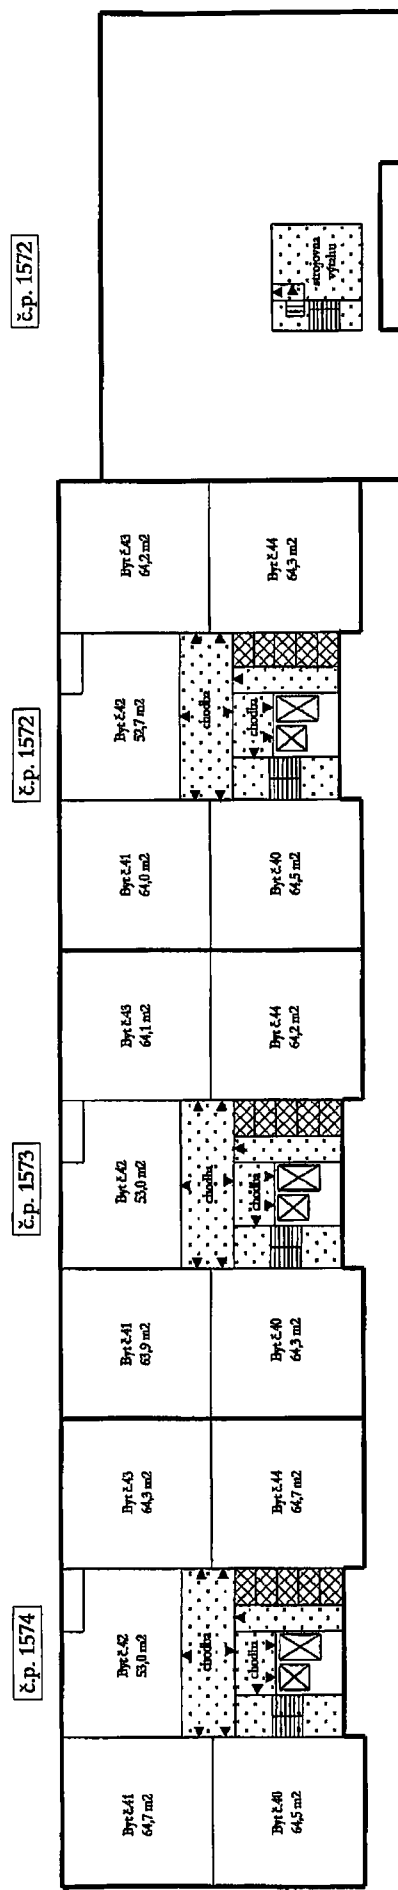 č.p. 1572
strojovna
výtahu
Byt č.43
64,2 m2
Byt č.44
64,3 m2
č.p. 1572
Byt č.42
52,7 m2
chodba
chodba
Byt č.41
64,0 m2
Byt č.40
64,5 m2
Byt č.43
64,1 m2
Byt č.44
64,2 m2
č.p. 1573
Byt č.42
53,0 m2
chodba
chodba
Byt č.41
63,9 m2
Byt č.40
64,3 m2
Byt č.43
64,3 m2
Byt č.44
64,7 m2
č.p. 1574
Byt č.42
53,0 m2
chodba
chodba
Byt č.41
64,7 m2
Byt č.40
64,5 m2